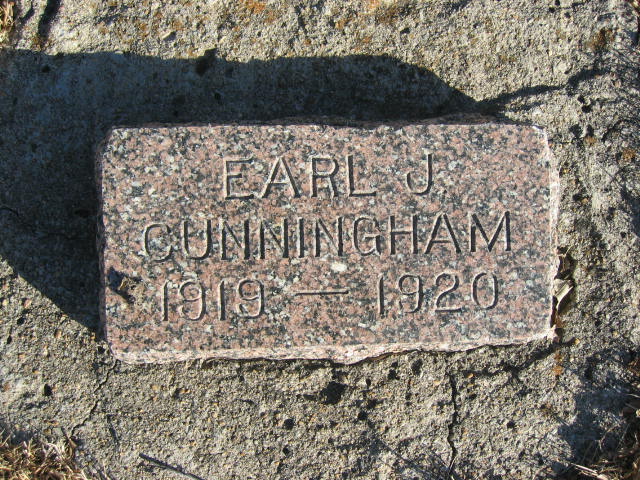 EARL J.
CUNNINGHAM
1919 — 1920